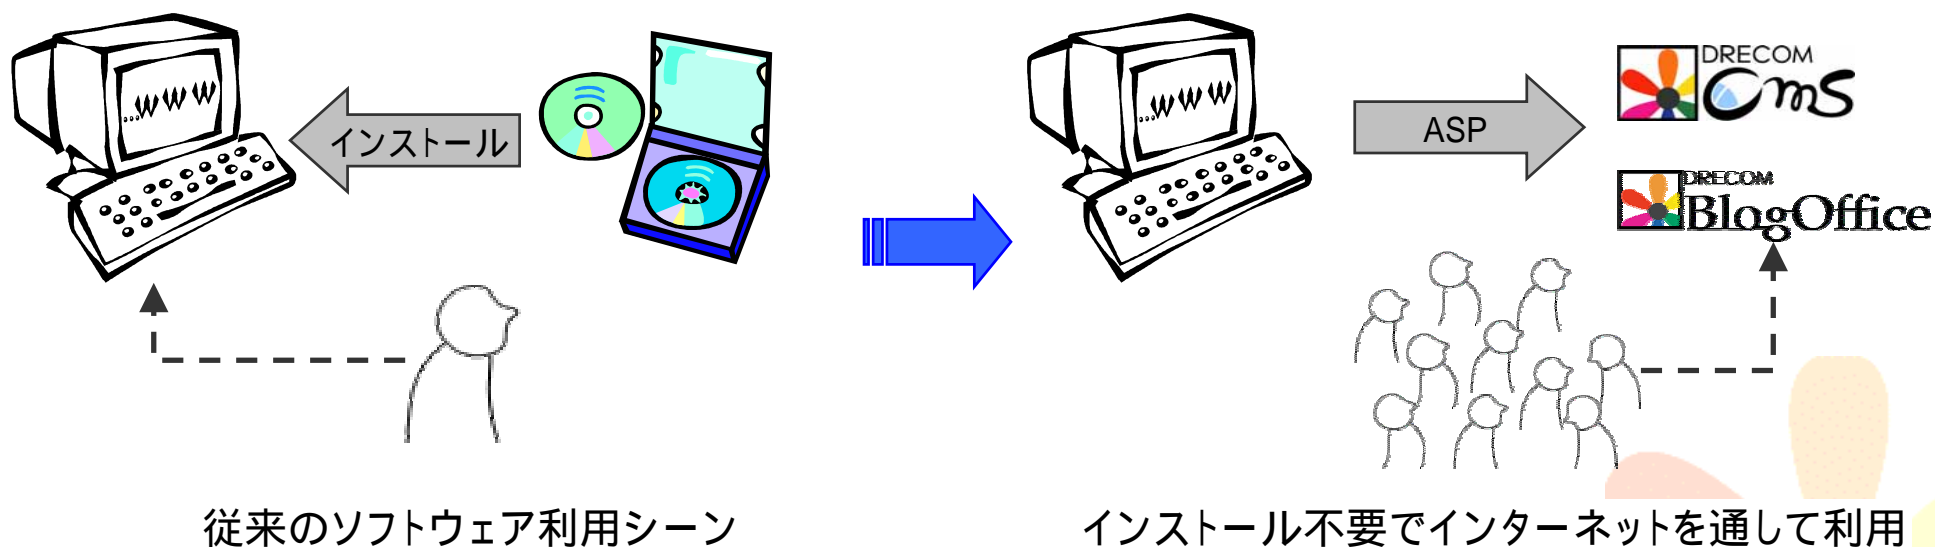 ...WWW
インストール
従来のソフトウェア利用シーン
...WWW
ASP
DRECOM
CMS
DRECOM
BlogOffice
インストール不要でインターネットを通して利用